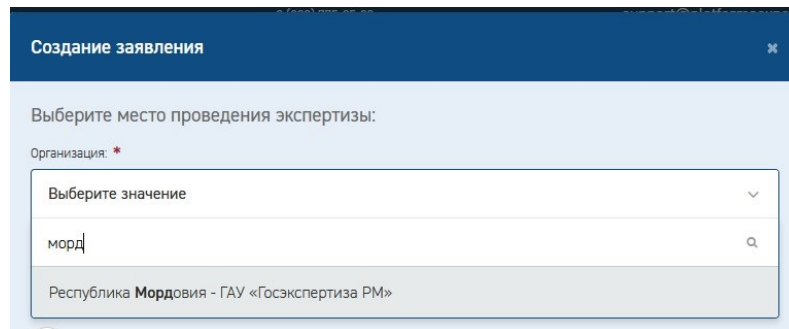 Создание заявления
Выберите место проведения экспертизы:
Организация: *
Выберите значение
морд
Республика Мордовия - ГАУ «Госэкспертиза РМ»